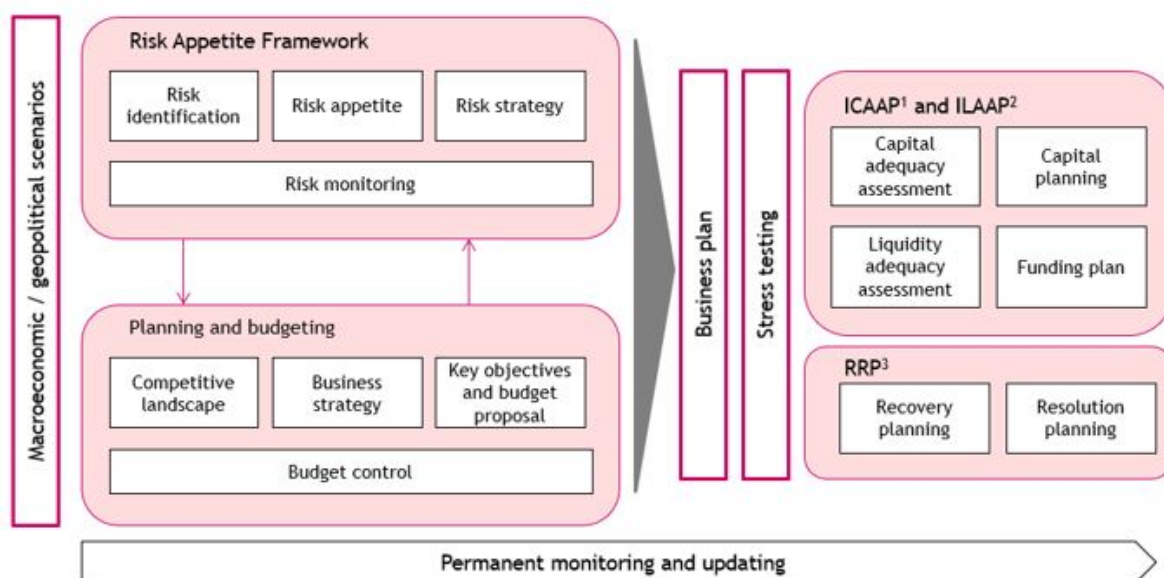 Macroeconomic / geopolitical scenarios
Risk Appetite Framework
Risk
identification
Risk appetite
Risk strategy
Risk monitoring
Planning and budgeting
Competitive
landscape
Business
strategy
Key objectives
and budget
proposal
Budget control
Business plan
Stress testing
ICAAP¹ and ILAAP²
Capital
adequacy
assessment
Capital
planning
Liquidity
adequacy
assessment
Funding plan
RRP³
Recovery
planning
Resolution
planning
Permanent monitoring and updating